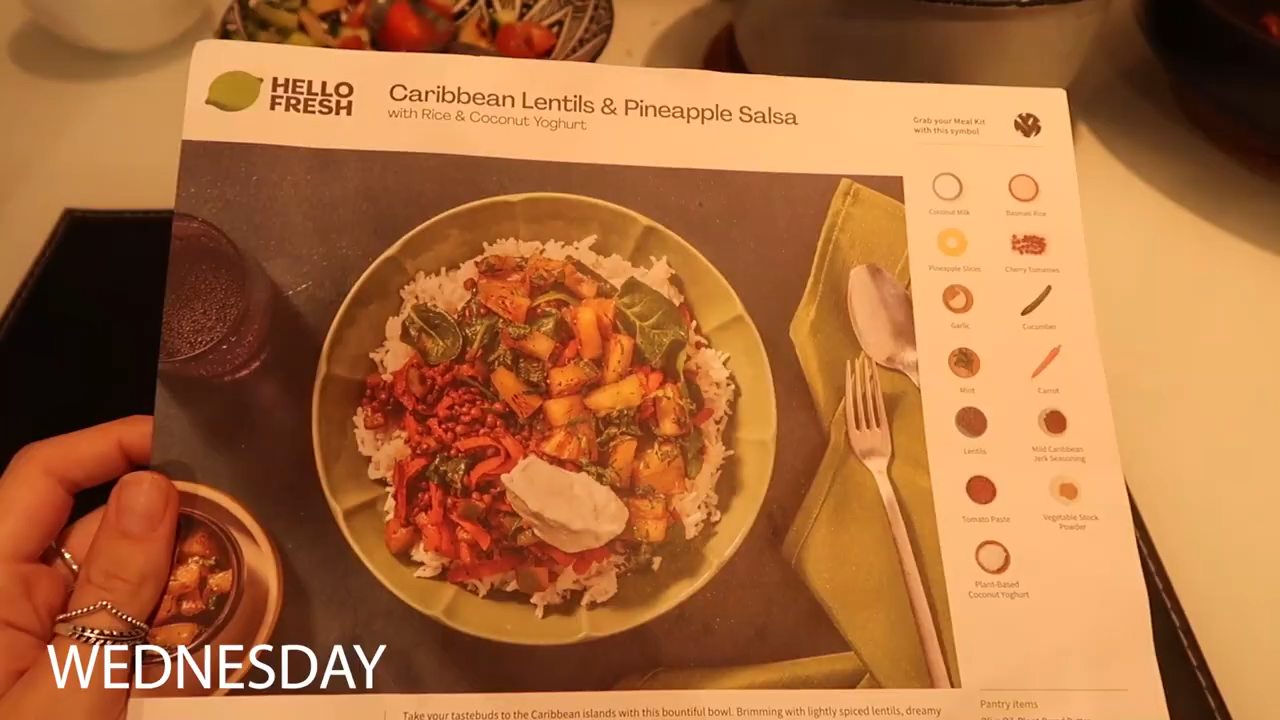 HELLO
FRESH
Caribbean Lentils & Pineapple Salsa
with Rice & Coconut Yoghurt
Grab your Meal Kit
with this symbol
Coconut Milk
Basmati Rice
Pineapple Slices
Cherry Tomatoes
Garlic
Cucumber
Mint
Carrot
Lentils
Mild Caribbean
Jerk Seasoning
Tomato Paste
Vegetable Stock
Powder
Plant-Based
Coconut Yoghurt
WEDNESDAY
Take your tastebuds to the Caribbean islands with this bountiful bowl. Brimming with lightly spiced lentils, dreamy
Pantry items